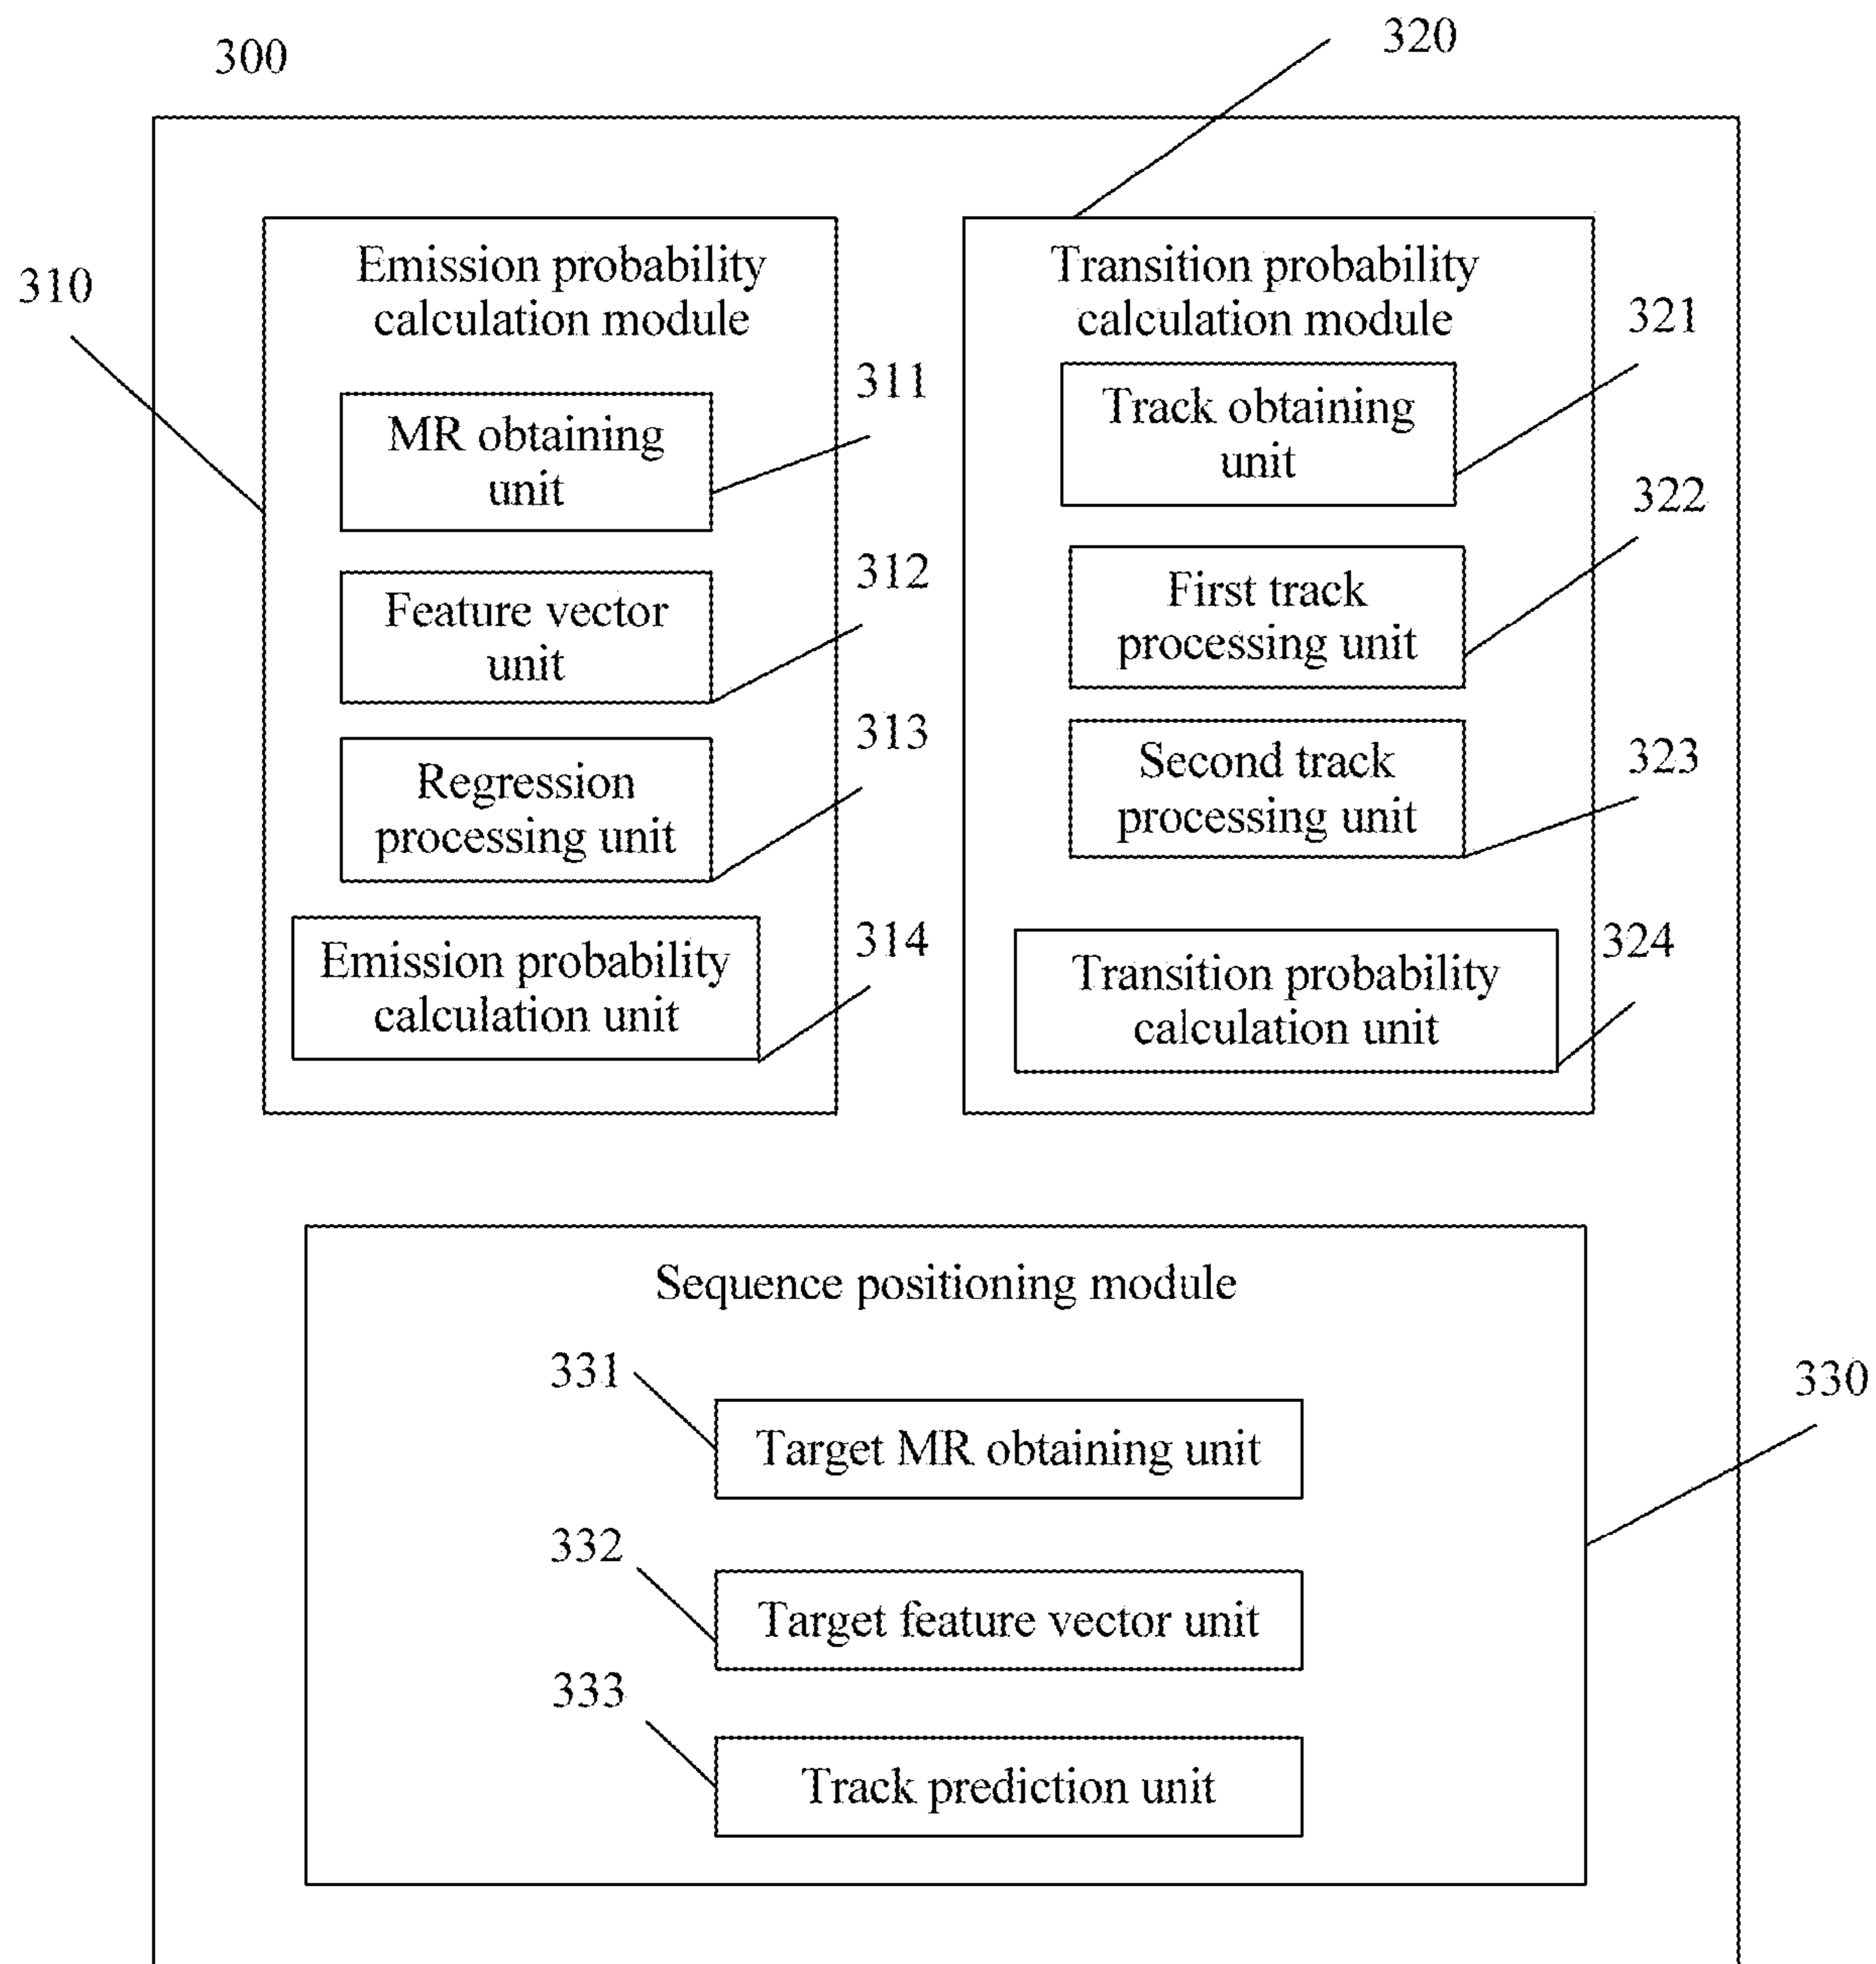 300
320
310
Emission probability
calculation module
311
MR obtaining
unit
312
Feature vector
unit
313
Regression
processing unit
314
Emission probability
calculation unit
Transition probability
calculation module
321
Track obtaining
unit
322
First track
processing unit
323
Second track
processing unit
324
Transition probability
calculation unit
Sequence positioning module
330
331
Target MR obtaining unit
332
Target feature vector unit
333
Track prediction unit